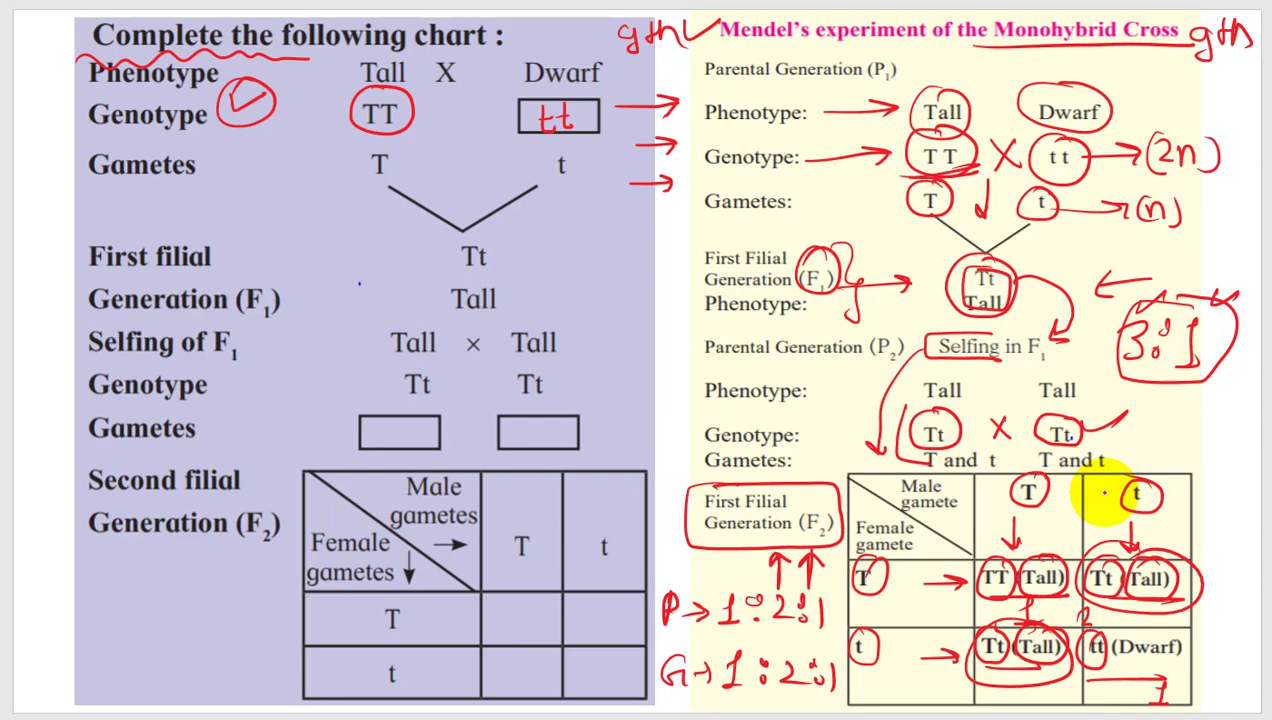 Complete the following chart :
Phenotype Tall X Dwarf
Genotype TT tt
Gametes T t
First filial Tt
Generation (F₁) Tall
Selfing of F₁ Tall × Tall
Genotype Tt Tt
Gametes
Second filial
Generation (F₂)
Male
gametes
Female
gametes
T t
T
t
gth
Mendel's experiment of the Monohybrid Cross gth
Parental Generation (P₁)
Phenotype: Tall Dwarf
Genotype: T T X t t (2n)
Gametes: T t (n)
First Filial
Generation (F₁) Tt
Phenotype: Tall
3:1
Parental Generation (P₂) Selfing in F₁
Phenotype: Tall Tall
Genotype: Tt X Tt
Gametes: T and t T and t
First Filial
Generation (F₂)
Male
gamete
Female
gamete
T t
T TT (Tall) Tt (Tall)
1 2
t Tt (Tall) tt (Dwarf)
1
P → 1:2:1
G → 1:2:1